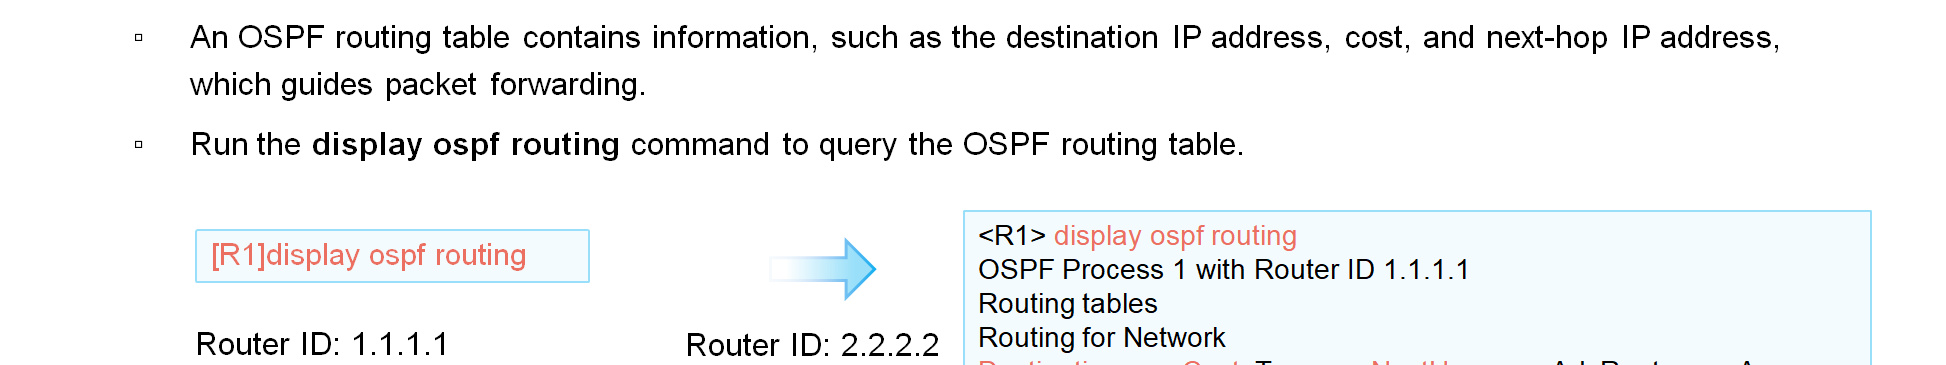 ▫ An OSPF routing table contains information, such as the destination IP address, cost, and next-hop IP address,
which guides packet forwarding.
▫ Run the display ospf routing command to query the OSPF routing table.
[R1]display ospf routing
Router ID: 1.1.1.1
Router ID: 2.2.2.2
<R1> display ospf routing
OSPF Process 1 with Router ID 1.1.1.1
Routing tables
Routing for Network